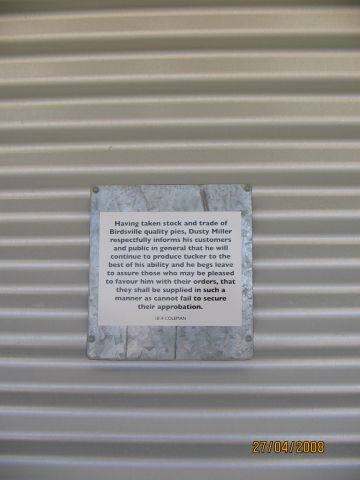 Having taken stock and trade of
Birdsville quality pies, Dusty Miller
respectfully informs his customers
and public in general that he will
continue to produce tucker to the
best of his ability and he begs leave
to assure those who may be pleased
to favour him with their orders, that
they shall be supplied in such a
manner as cannot fail to secure
their approbation.
COLEMAN
27/04/2008